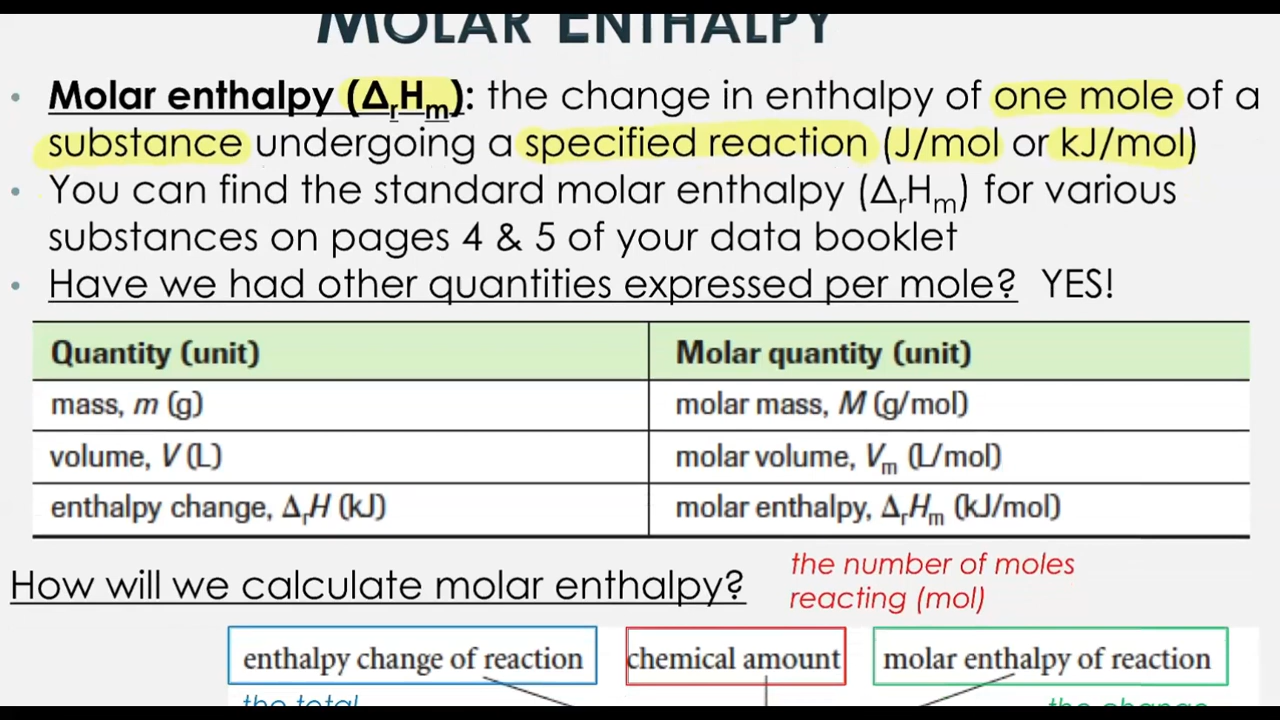 MOLAR ENTHALPY
• Molar enthalpy (ΔrHm): the change in enthalpy of one mole of a
substance undergoing a specified reaction (J/mol or kJ/mol)
• You can find the standard molar enthalpy (ΔrHm) for various
substances on pages 4 & 5 of your data booklet
• Have we had other quantities expressed per mole? YES!
Quantity (unit) Molar quantity (unit)
mass, m (g) molar mass, M (g/mol)
volume, V (L) molar volume, Vm (L/mol)
enthalpy change, ΔrH (kJ) molar enthalpy, ΔrHm (kJ/mol)
How will we calculate molar enthalpy?
the number of moles
reacting (mol)
enthalpy change of reaction chemical amount molar enthalpy of reaction
the total the change